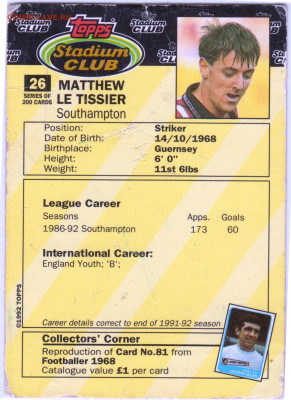 Topps
Stadium
CLUB
STADIUM
CLUB
26
SERIES OF
200 CARDS
MATTHEW
LE TISSIER
Southampton
Position: Striker
Date of Birth: 14/10/1968
Birthplace: Guernsey
Height: 6' 0"
Weight: 11st 6lbs
League Career
Seasons Apps. Goals
1986-92 Southampton 173 60
International Career:
England Youth; 'B';
©1992 TOPPS
Career details correct to end of 1991-92 season
Collectors' Corner
Reproduction of Card No.81 from
Footballer 1968
Catalogue value £1 per card